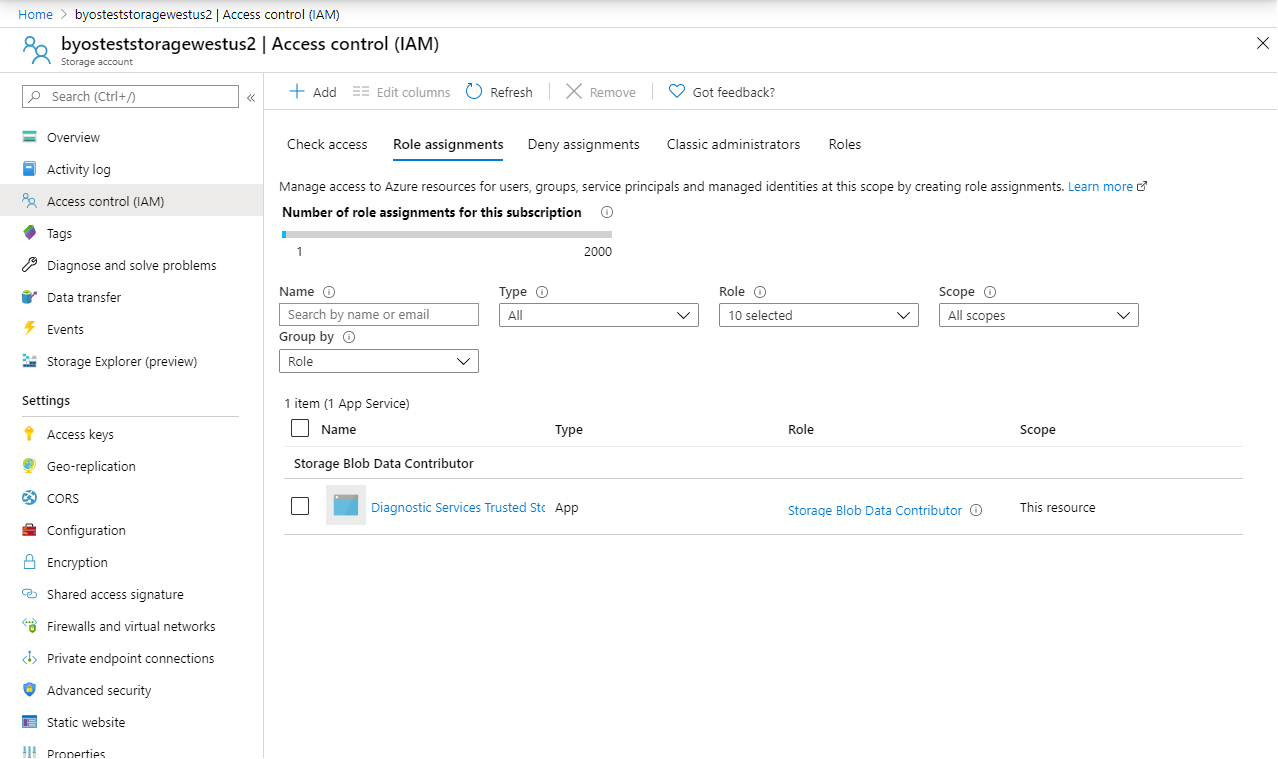 Home > byosteststoragewestus2 | Access control (IAM)
byosteststoragewestus2 | Access control (IAM)
Storage account
Search (Ctrl+/)
«
Overview
Activity log
Access control (IAM)
Tags
Diagnose and solve problems
Data transfer
Events
Storage Explorer (preview)
Settings
Access keys
Geo-replication
CORS
Configuration
Encryption
Shared access signature
Firewalls and virtual networks
Private endpoint connections
Advanced security
Static website
Properties
Add Edit columns Refresh Remove Got feedback?
Check access Role assignments Deny assignments Classic administrators Roles
Manage access to Azure resources for users, groups, service principals and managed identities at this scope by creating role assignments. Learn more
Number of role assignments for this subscription
1 2000
Name Type Role Scope
Search by name or email All 10 selected All scopes
Group by
Role
1 item (1 App Service)
Name Type Role Scope
Storage Blob Data Contributor
Diagnostic Services Trusted Stc App Storage Blob Data Contributor This resource